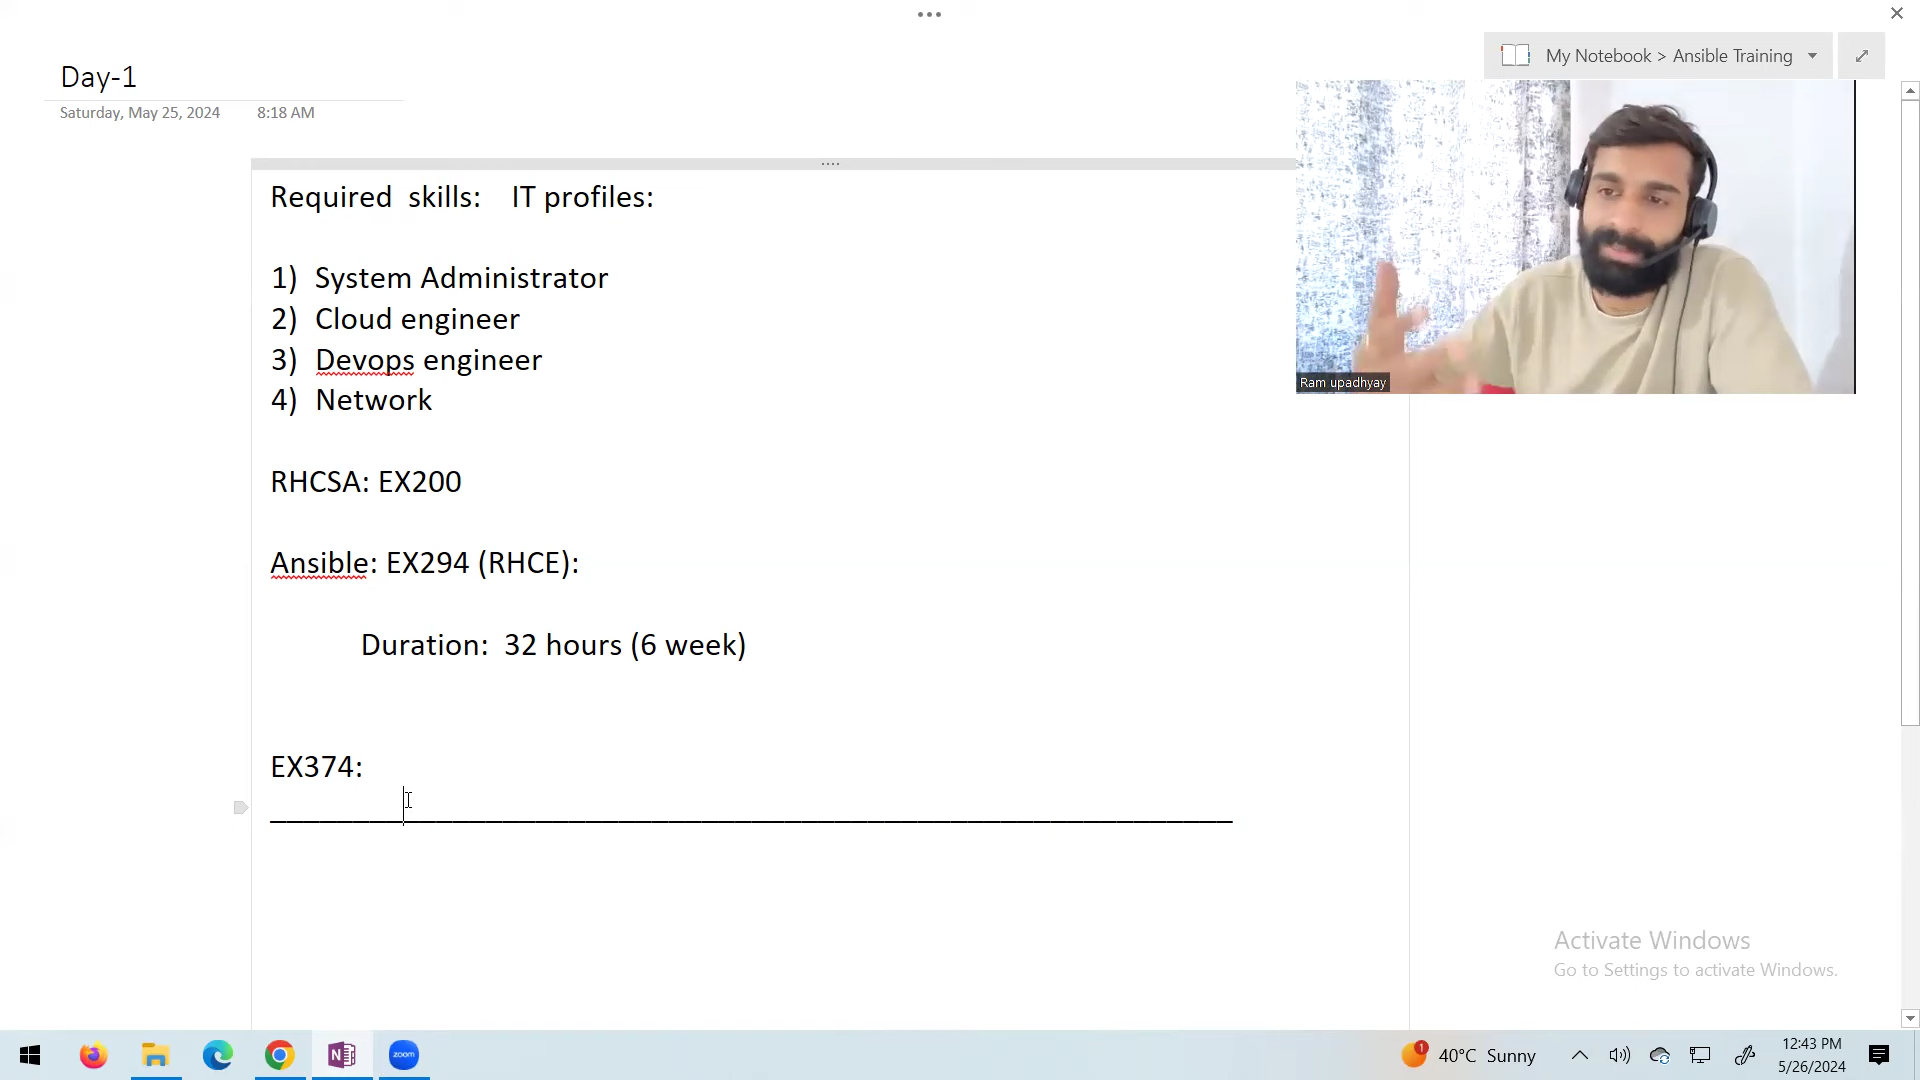 My Notebook > Ansible Training
Day-1
Saturday, May 25, 2024 8:18 AM
Required skills: IT profiles:
1) System Administrator
2) Cloud engineer
3) Devops engineer
4) Network
Ram upadhyay
RHCSA: EX200
Ansible: EX294 (RHCE):
Duration: 32 hours (6 week)
EX374:
Activate Windows
Go to Settings to activate Windows.
zoom
1
40°C Sunny
12:43 PM
5/26/2024